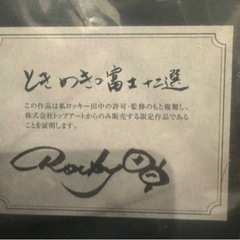 ときめきの富士十二選
この作品は私ロッキー田中の許可・監修のもと複製し、
株式会社トップアートからのみ販売する限定作品である
ことを証明します。
Rocky